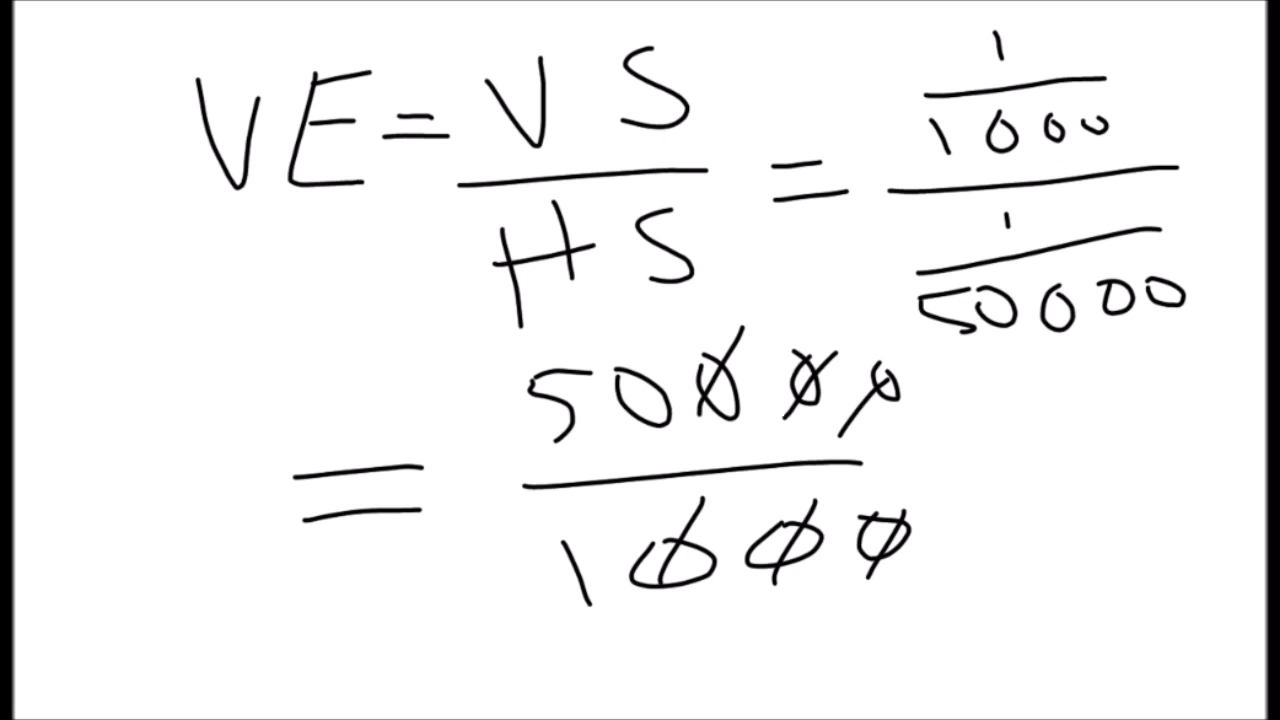 VE = VS / HS = 1/1000 / 1/50000
= 50000 / 1000